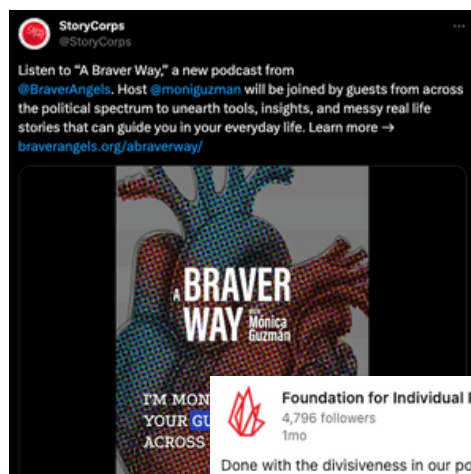 StoryCorps
@StoryCorps
Listen to “A Braver Way,” a new podcast from
@BraverAngels. Host @moniguzman will be joined by guests from across
the political spectrum to unearth tools, insights, and messy real life
stories that can guide you in your everyday life. Learn more →
braverangels.org/abraverway/
A BRAVER
WAY WITH Mónica
Guzmán
I'M MON
YOUR GU
ACROSS
Foundation for Individual
4,796 followers
1mo
Done with the divisiveness in our po